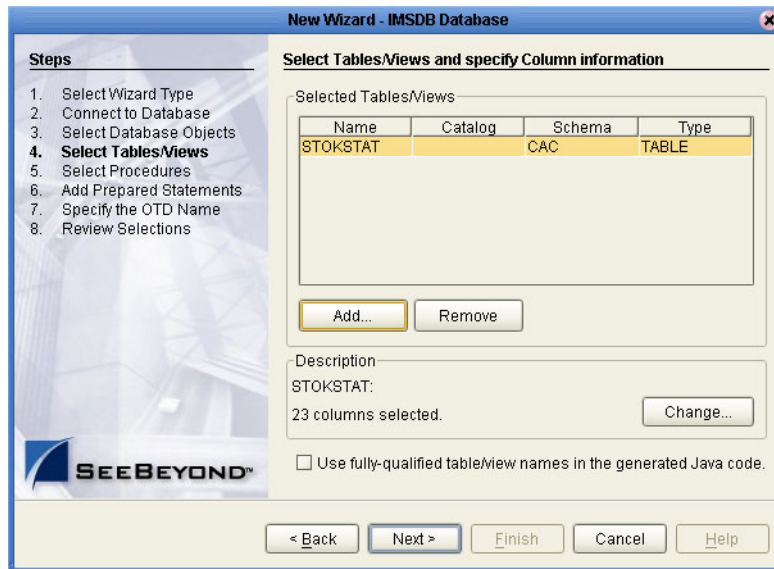 New Wizard - IMSDB Database
Steps
1. Select Wizard Type
2. Connect to Database
3. Select Database Objects
4. Select Tables/Views
5. Select Procedures
6. Add Prepared Statements
7. Specify the OTD Name
8. Review Selections
SEEBEYOND™
Select Tables/Views and specify Column information
Selected Tables/Views
Name Catalog Schema Type
STOKSTAT CAC TABLE
Add... Remove
Description
STOKSTAT:
23 columns selected.
Change...
Use fully-qualified table/view names in the generated Java code.
< Back Next > Finish Cancel Help